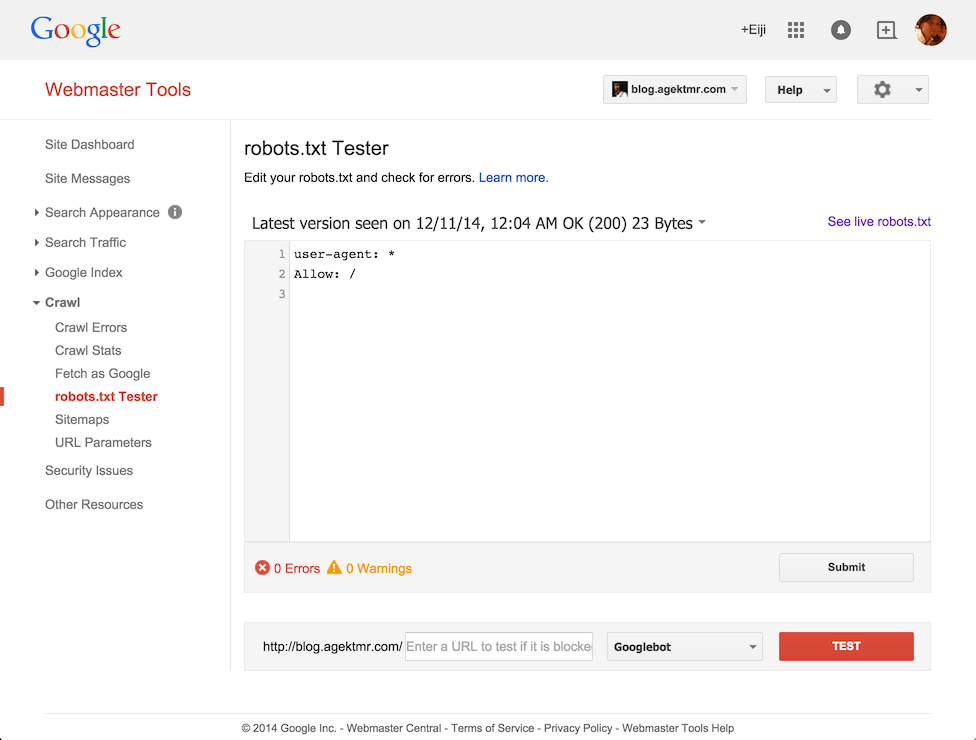 Google
+Eiji
Webmaster Tools
blog.agektmr.com
Help
Site Dashboard
Site Messages
Search Appearance
Search Traffic
Google Index
Crawl
Crawl Errors
Crawl Stats
Fetch as Google
robots.txt Tester
Sitemaps
URL Parameters
Security Issues
Other Resources
robots.txt Tester
Edit your robots.txt and check for errors. Learn more.
Latest version seen on 12/11/14, 12:04 AM OK (200) 23 Bytes
See live robots.txt
1 user-agent: *
2 Allow: /
3
0 Errors 0 Warnings
Submit
http://blog.agektmr.com/ Enter a URL to test if it is blocke
Googlebot
TEST
© 2014 Google Inc. - Webmaster Central - Terms of Service - Privacy Policy - Webmaster Tools Help